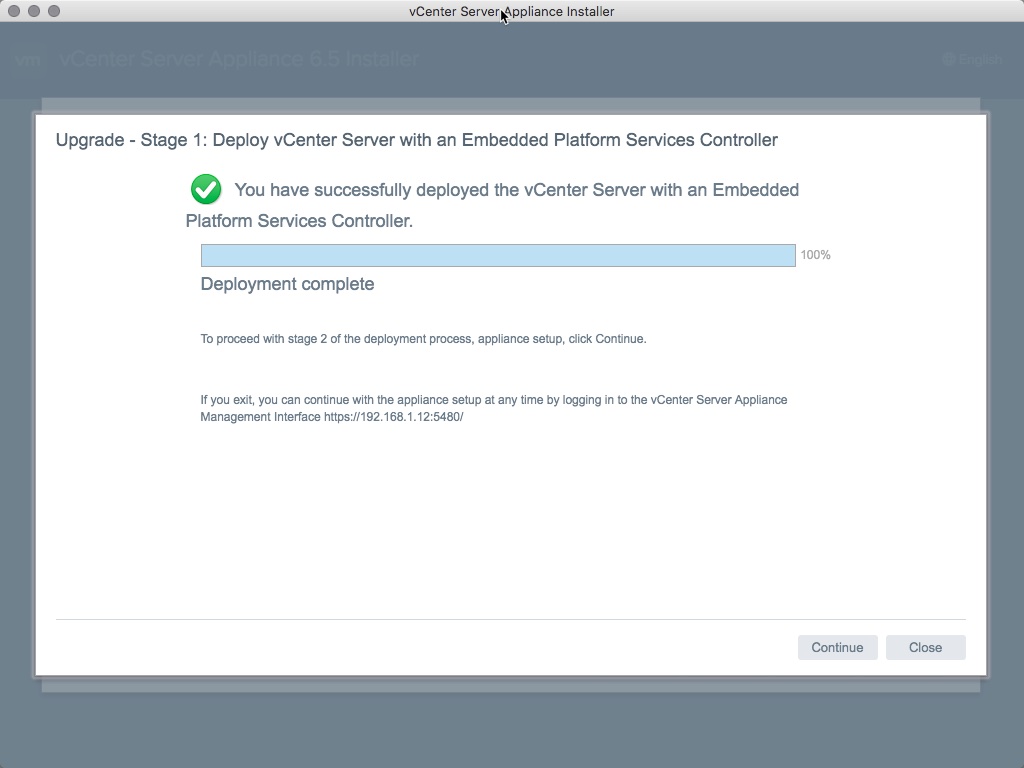 vCenter Server Appliance Installer
vm vCenter Server Appliance 6.5 Installer
English
Upgrade - Stage 1: Deploy vCenter Server with an Embedded Platform Services Controller
You have successfully deployed the vCenter Server with an Embedded
Platform Services Controller.
100%
Deployment complete
To proceed with stage 2 of the deployment process, appliance setup, click Continue.
If you exit, you can continue with the appliance setup at any time by logging in to the vCenter Server Appliance
Management Interface https://192.168.1.12:5480/
Continue
Close